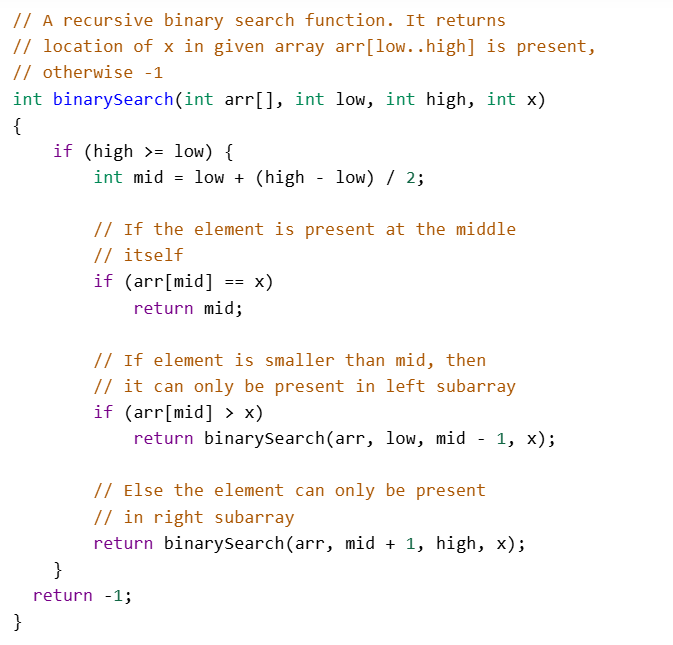 // A recursive binary search function. It returns
// location of x in given array arr[low..high] is present,
// otherwise -1
int binarySearch(int arr[], int low, int high, int x)
{
    if (high >= low) {
        int mid = low + (high - low) / 2;

        // If the element is present at the middle
        // itself
        if (arr[mid] == x)
            return mid;

        // If element is smaller than mid, then
        // it can only be present in left subarray
        if (arr[mid] > x)
            return binarySearch(arr, low, mid - 1, x);

        // Else the element can only be present
        // in right subarray
        return binarySearch(arr, mid + 1, high, x);
    }
  return -1;
}